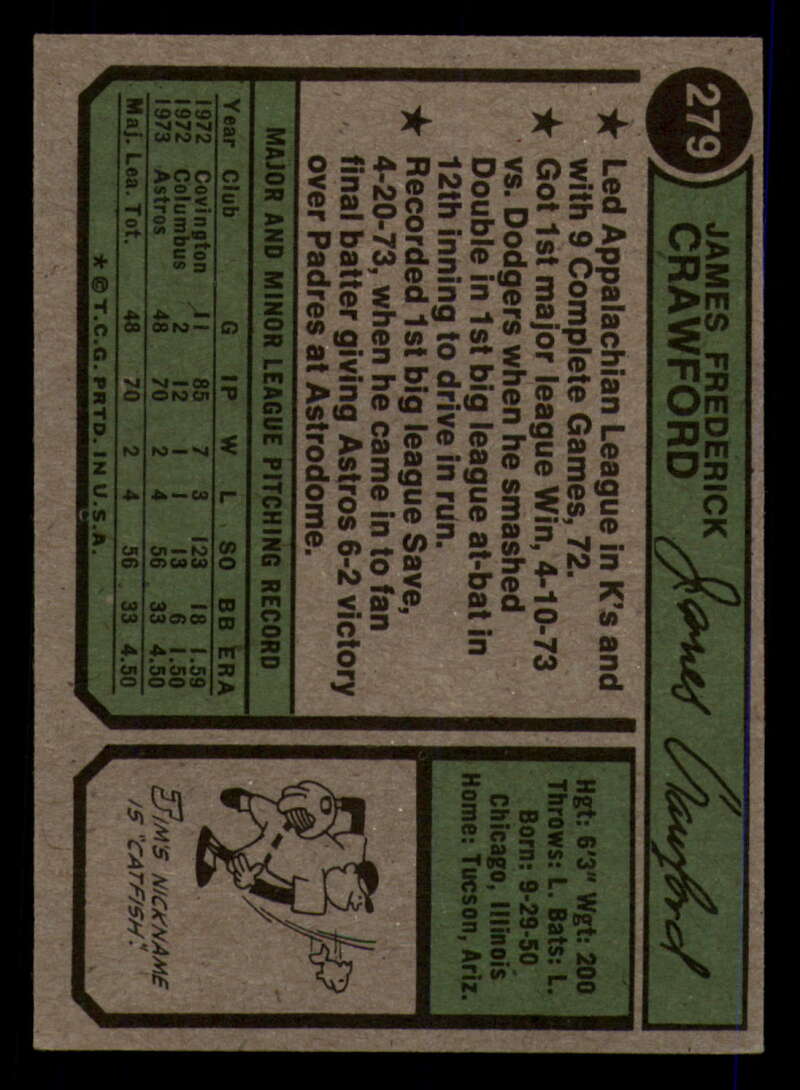 279
JAMES FREDERICK
CRAWFORD
James Crawford
★ Led Appalachian League in K's and
with 9 Complete Games, 72.
★ Got 1st major league Win, 4-10-73
vs. Dodgers when he smashed
Double in 1st big league at-bat in
12th inning to drive in run.
★ Recorded 1st big league Save,
4-20-73, when he came in to fan
final batter giving Astros 6-2 victory
over Padres at Astrodome.
MAJOR AND MINOR LEAGUE PITCHING RECORD
Year Club G IP W L SO BB ERA
1972 Covington 11 85 7 3 123 18 1.59
1972 Columbus 2 12 1 1 13 6 1.50
1973 Astros 48 70 2 4 56 33 4.50
Maj. Lea. Tot. 48 70 2 4 56 33 4.50
* © T.C.G. PRTD. IN U.S.A.
Hgt: 6'3" Wgt: 200
Throws: L. Bats: L.
Born: 9-29-50
Chicago, Illinois
Home: Tucson, Ariz.
JIM'S NICKNAME
IS "CATFISH."